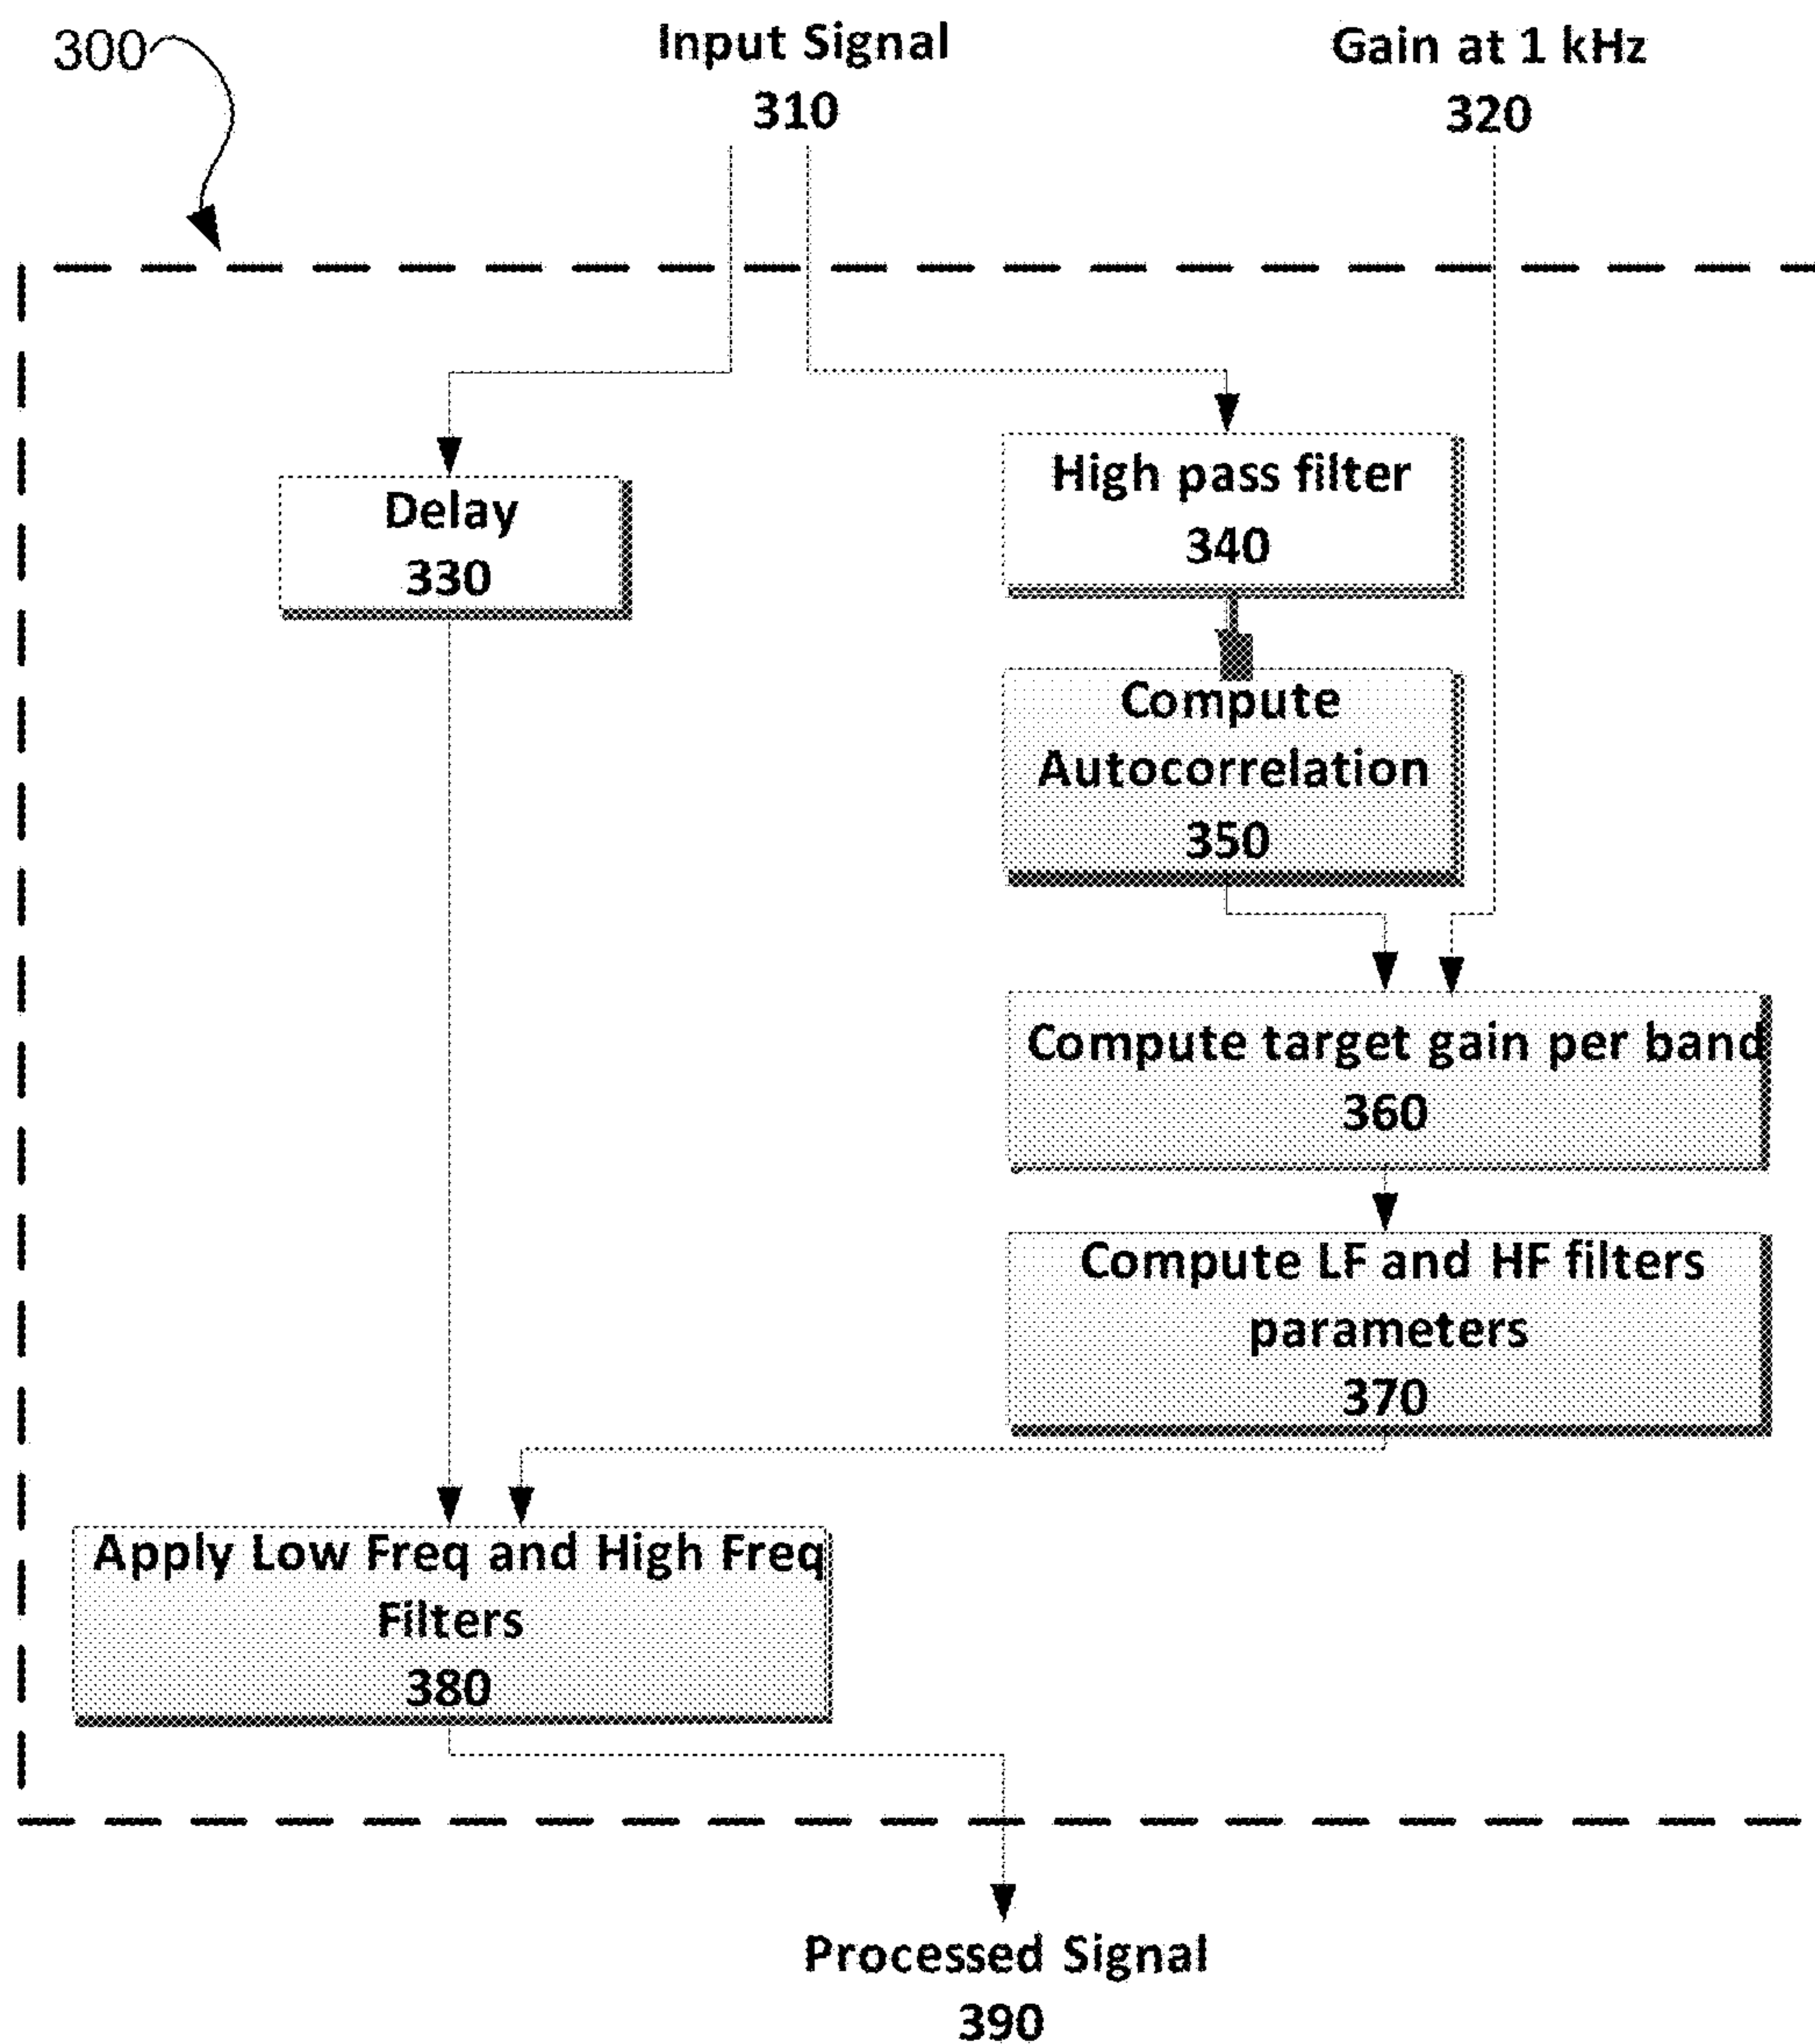 300
Input Signal
310
Gain at 1 kHz
320
Delay
330
High pass filter
340
Compute
Autocorrelation
350
Compute target gain per band
360
Compute LF and HF filters
parameters
370
Apply Low Freq and High Freq
Filters
380
Processed Signal
390